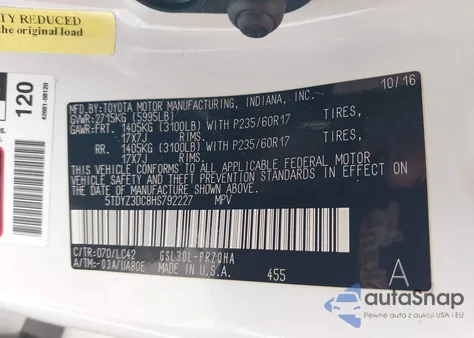 TY REDUCED
the original load
120
42661-08120
10/16
MFD.BY:TOYOTA MOTOR MANUFACTURING, INDIANA, INC.
GVWR:2715KG (5995LB)
GAWR:FRT. 1405KG (3100LB) WITH P235/60R17 TIRES,
17X7J RIMS.
RR. 1405KG (3100LB) WITH P235/60R17 TIRES,
17X7J RIMS.
THIS VEHICLE CONFORMS TO ALL APPLICABLE FEDERAL MOTOR
VEHICLE SAFETY AND THEFT PREVENTION STANDARDS IN EFFECT ON
THE DATE OF MANUFACTURE SHOWN ABOVE.
5TDYZ3DC8HS792227 MPV
C/TR:070/LC42 GSL30L-PRZQHA
A/TM:-03A/UA80E MADE IN U.S.A. 455 A
autoSnap
Pewne auta z aukcji USA i EU